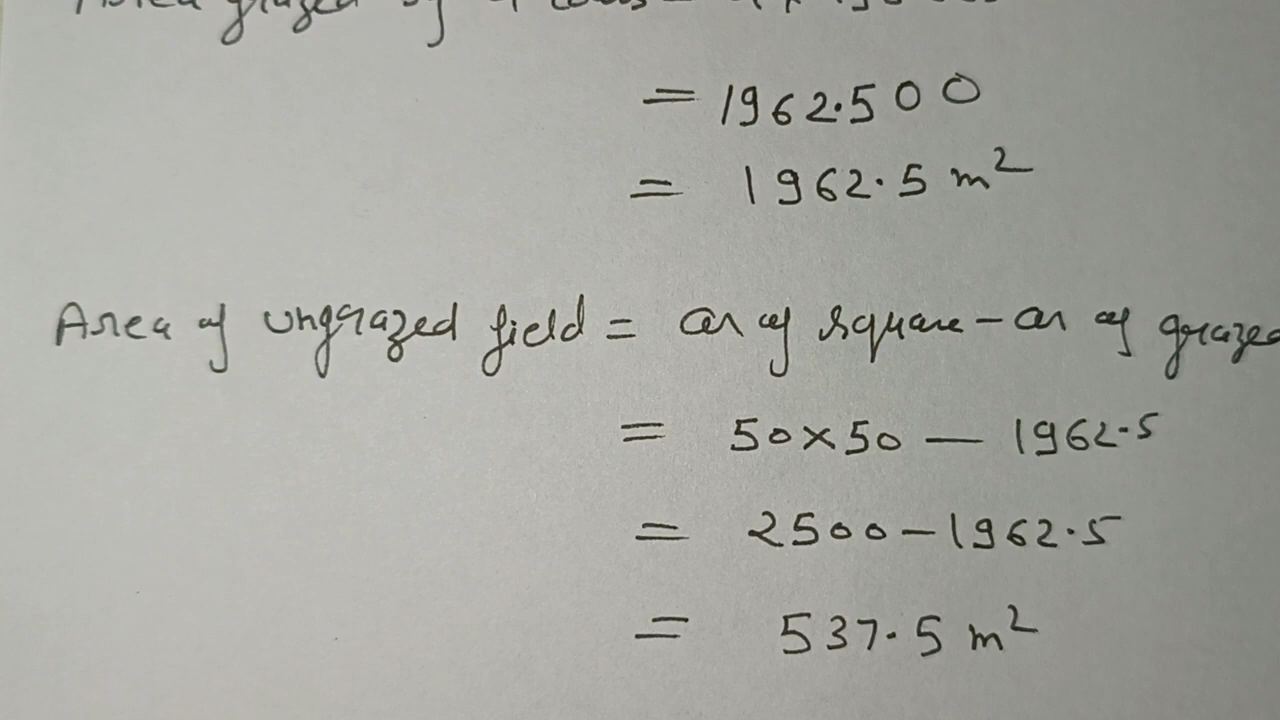 = 1962.500
= 1962.5 m²
Area of ungrazed field = ar of square - ar of grazed
= 50×50 — 1962.5
= 2500 - 1962.5
= 537.5 m²